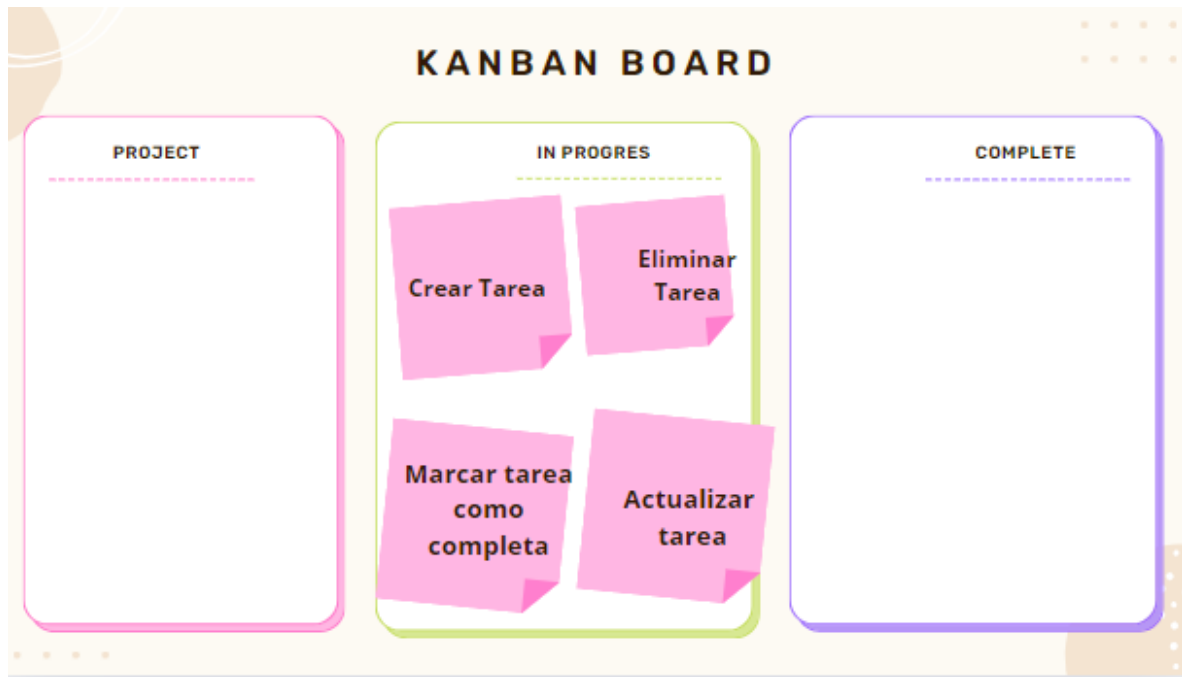 KANBAN BOARD
PROJECT
IN PROGRES
COMPLETE
Crear Tarea
Eliminar
Tarea
Marcar tarea
como
completa
Actualizar
tarea